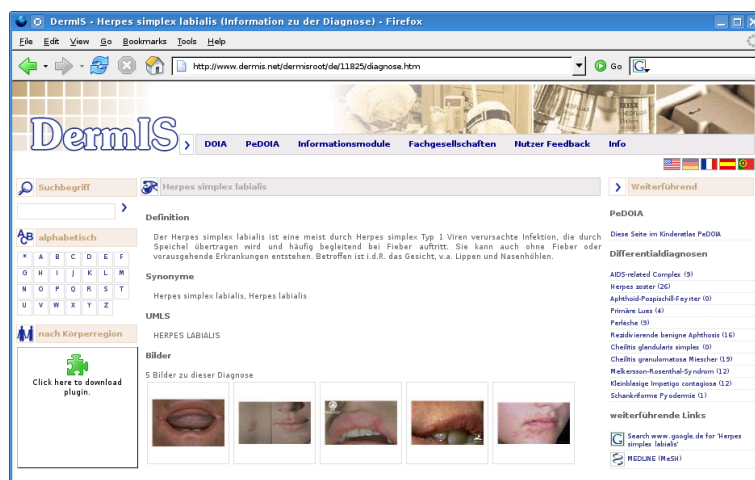 DermIS - Herpes simplex labialis (Information zu der Diagnose) - Firefox
File Edit View Go Bookmarks Tools Help
http://www.dermis.net/dermisroot/de/11825/diagnose.htm
Go
DermIS
DOIA PeDOIA Informationsmodule Fachgesellschaften Nutzer Feedback Info
Suchbegriff
alphabetisch
* A B C D E F
G H I J K L M
N O P Q R S T
U V W X Y Z
nach Körperregion
Click here to download
plugin.
Herpes simplex labialis
Definition
Der Herpes simplex labialis ist eine meist durch Herpes simplex Typ 1 Viren verursachte Infektion, die durch
Speichel übertragen wird und häufig begleitend bei Fieber auftritt. Sie kann auch ohne Fieber oder
vorausgehende Erkrankungen entstehen. Betroffen ist i.d.R. das Gesicht, v.a. Lippen und Nasenhöhlen.
Synonyme
Herpes simplex labialis, Herpes labialis
UMLS
HERPES LABIALIS
Bilder
5 Bilder zu dieser Diagnose
Weiterführend
PeDOIA
Diese Seite im Kinderatlas PeDOIA
Differentialdiagnosen
AIDS-related Complex (9)
Herpes zoster (26)
Aphthoid-Pospischill-Feyrter (0)
Primäre Lues (4)
Perlèche (9)
Rezidivierende benigne Aphthosis (16)
Cheilitis glandularis simplex (0)
Cheilitis granulomatosa Miescher (19)
Melkersson-Rosenthal-Syndrom (12)
Kleinblasige Impetigo contagiosa (12)
Schankriforme Pyodermie (1)
weiterführende Links
Search www.google.de for 'Herpes
simplex labialis'
MEDLINE (MeSH)